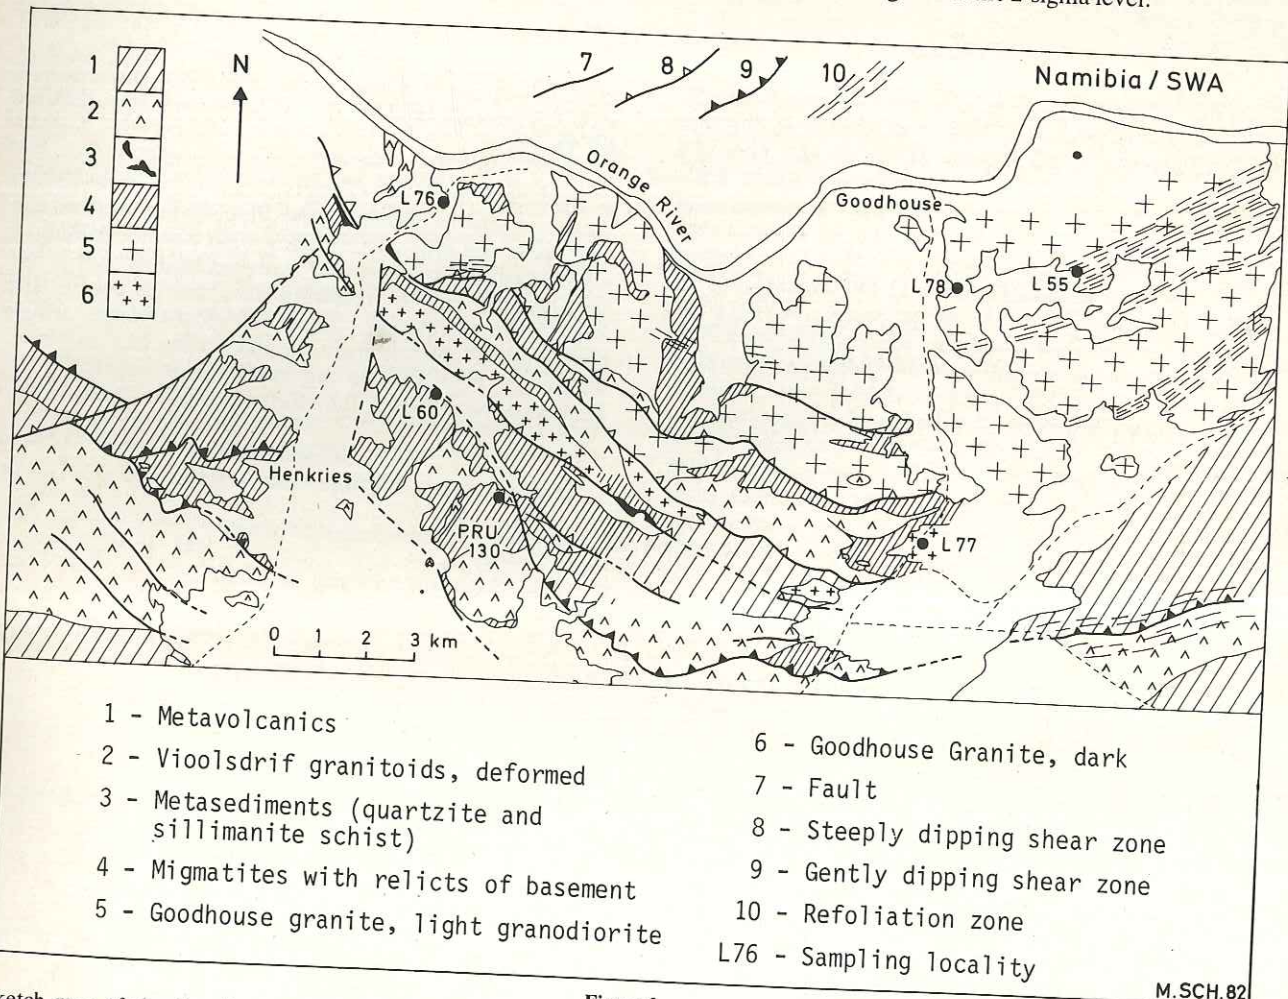 2-sigma level.
1
2
3
4
5
6
N
7 8 9 10
Namibia / SWA
Orange River
Goodhouse
L76
L78
L55
L60
Henkries
PRU
130
L77
0 1 2 3 km
1 - Metavolcanics
2 - Vioolsdrif granitoids, deformed
3 - Metasediments (quartzite and
sillimanite schist)
4 - Migmatites with relicts of basement
5 - Goodhouse granite, light granodiorite
6 - Goodhouse Granite, dark
7 - Fault
8 - Steeply dipping shear zone
9 - Gently dipping shear zone
10 - Refoliation zone
L76 - Sampling locality
M.SCH.82